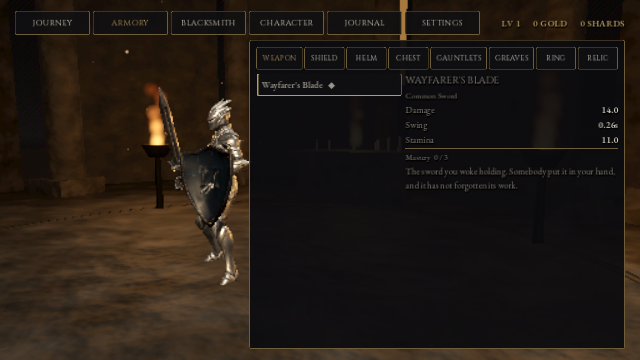 JOURNEY ARMORY BLACKSMITH CHARACTER JOURNAL SETTINGS LV 1 0 GOLD 0 SHARDS
WEAPON SHIELD HELM CHEST GAUNTLETS GREAVES RING RELIC
Wayfarer's Blade ◆
WAYFARER'S BLADE
Common Sword
Damage 14.0
Swing 0.26s
Stamina 11.0
Mastery 0 / 3
The sword you woke holding. Somebody put it in your hand,
and it has not forgotten its work.